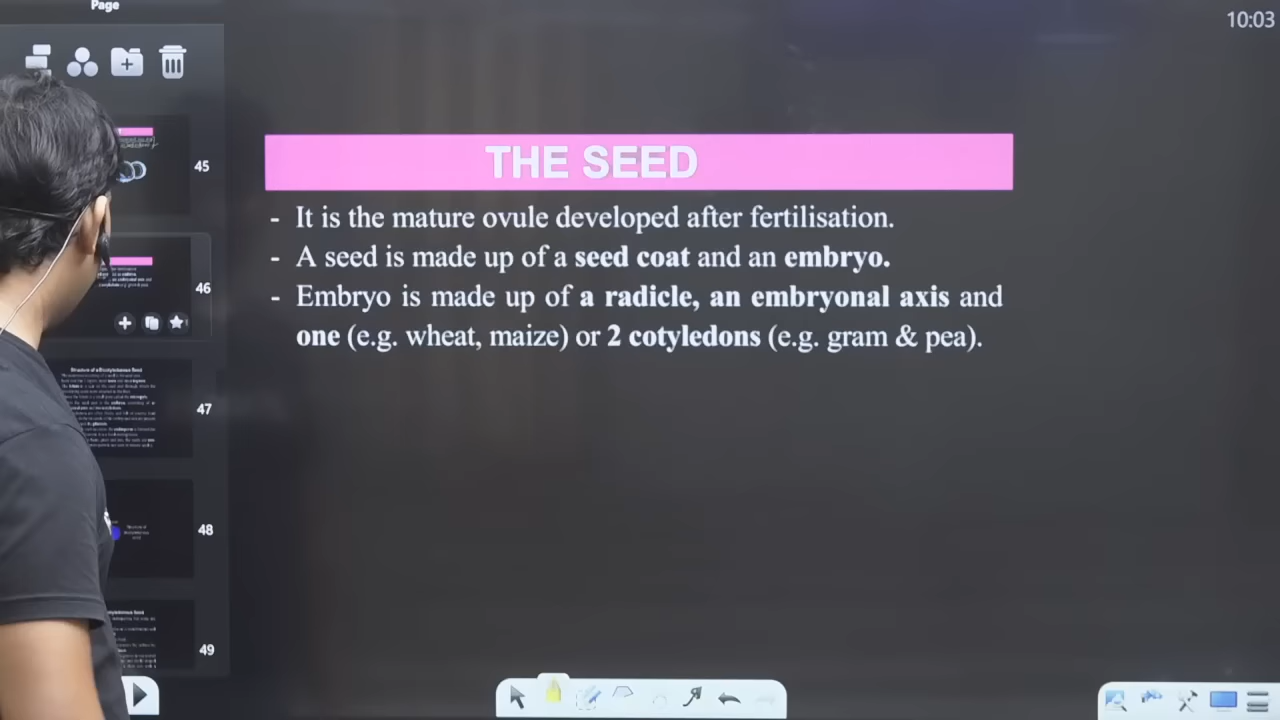 Page
10:03
45
46
47
48
49
THE SEED
- It is the mature ovule developed after fertilisation.
- A seed is made up of a seed coat and an embryo.
- Embryo is made up of a radicle, an embryonal axis and
one (e.g. wheat, maize) or 2 cotyledons (e.g. gram & pea).